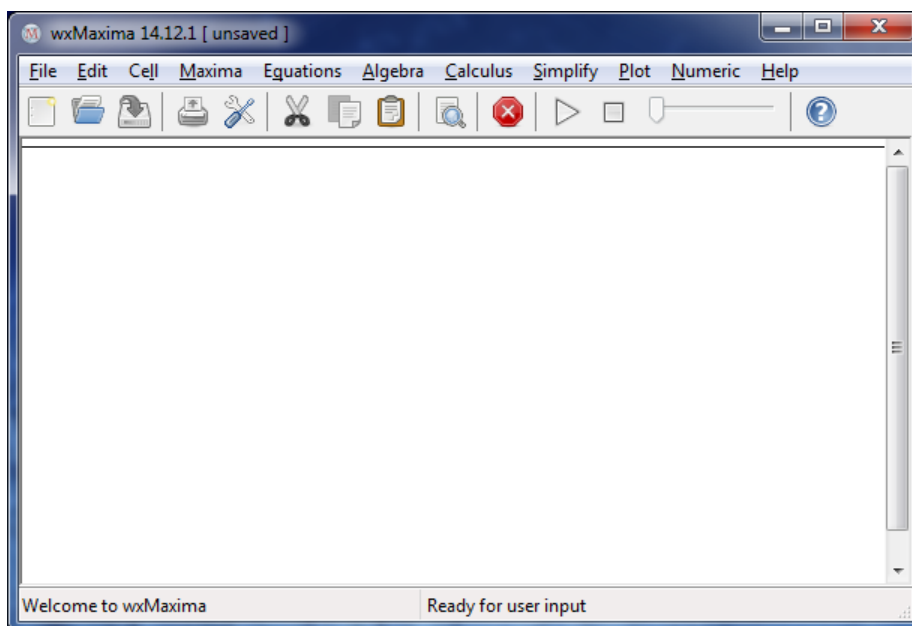 wxMaxima 14.12.1 [ unsaved ]
File Edit Cell Maxima Equations Algebra Calculus Simplify Plot Numeric Help
Welcome to wxMaxima Ready for user input